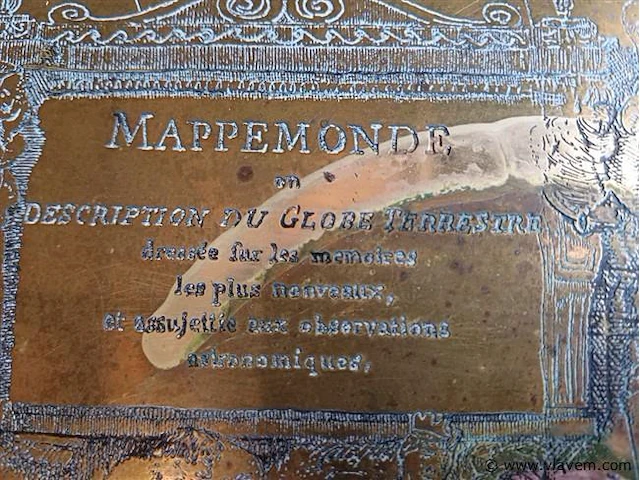 MAPPEMONDE
ou
DESCRIPTION DU GLOBE TERRESTRE
dressée sur les memoires
les plus nouveaux,
et assujettie aux observations
astronomiques.
© www.vlavem.com